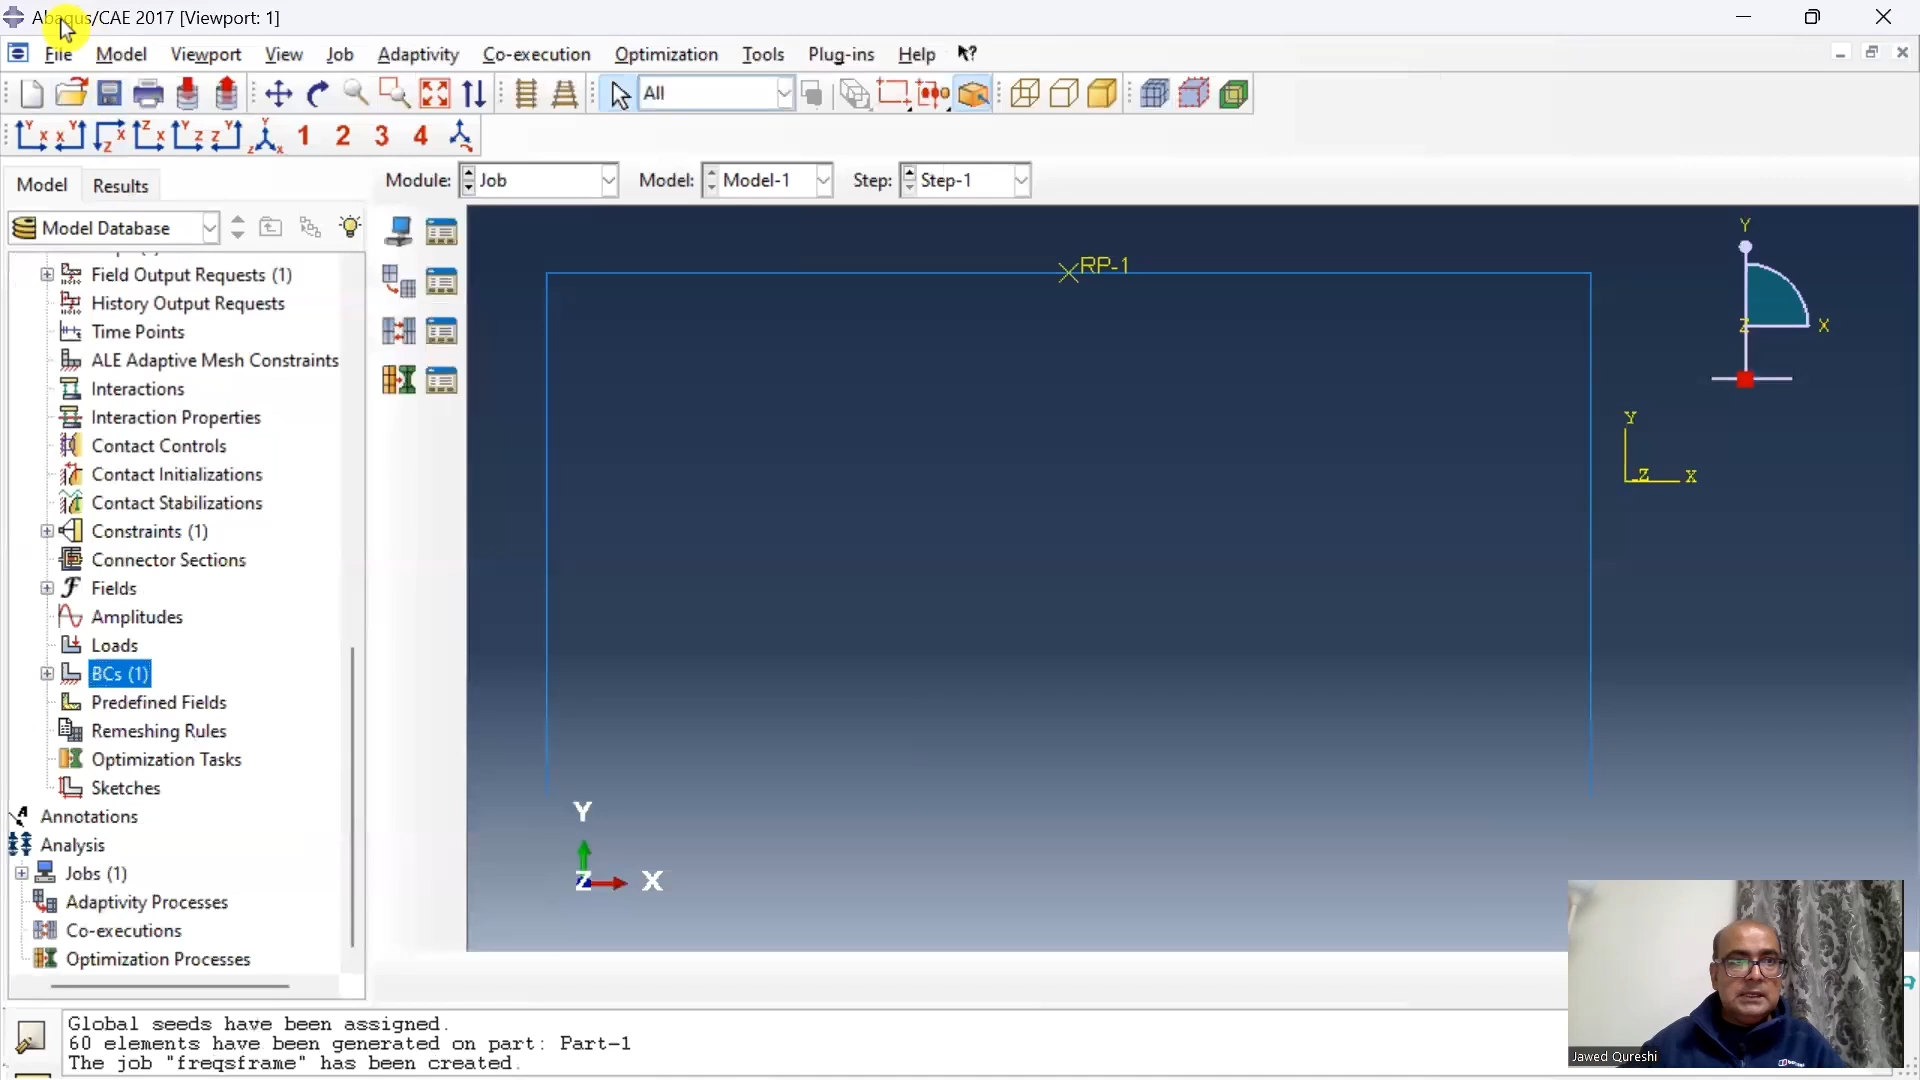 Abaqus/CAE 2017 [Viewport: 1]
File Model Viewport View Job Adaptivity Co-execution Optimization Tools Plug-ins Help
All
1 2 3 4
Model Results
Module: Job Model: Model-1 Step: Step-1
Model Database
Field Output Requests (1)
History Output Requests
Time Points
ALE Adaptive Mesh Constraints
Interactions
Interaction Properties
Contact Controls
Contact Initializations
Contact Stabilizations
Constraints (1)
Connector Sections
Fields
Amplitudes
Loads
BCs (1)
Predefined Fields
Remeshing Rules
Optimization Tasks
Sketches
Annotations
Analysis
Jobs (1)
Adaptivity Processes
Co-executions
Optimization Processes
RP-1
Y
Z X
Y
Z X
Y
Z X
Global seeds have been assigned.
60 elements have been generated on part: Part-1
The job "freqsframe" has been created.
Jawed Qureshi